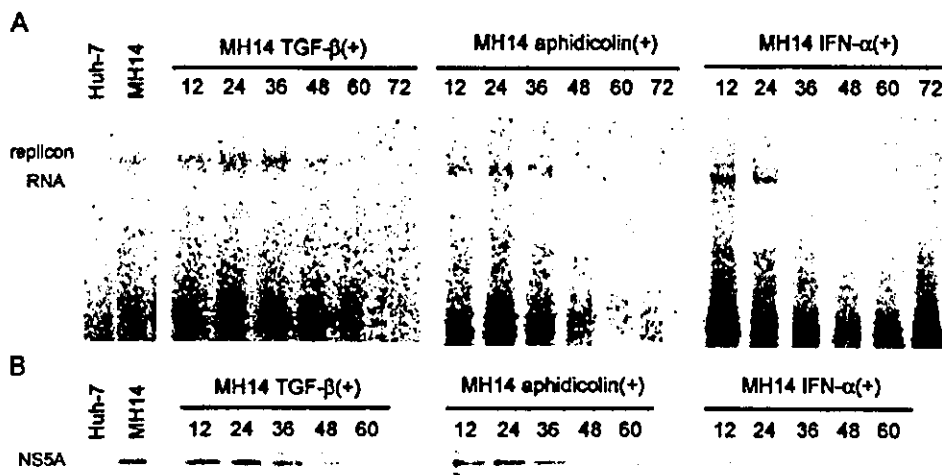 A
Huh-7
MH14
MH14 TGF-β(+)
12 24 36 48 60 72
MH14 aphidicolin(+)
12 24 36 48 60 72
MH14 IFN-α(+)
12 24 36 48 60 72
replicon
RNA
B
Huh-7
MH14
MH14 TGF-β(+)
12 24 36 48 60
MH14 aphidicolin(+)
12 24 36 48 60
MH14 IFN-α(+)
12 24 36 48 60
NS5A